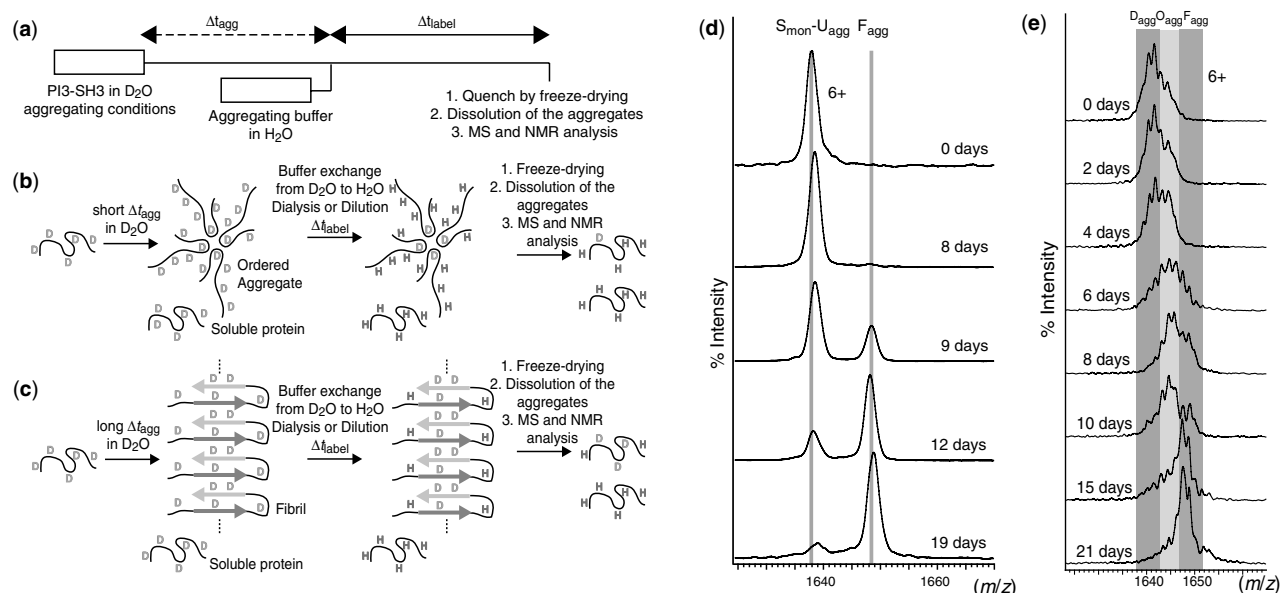 (a)
Δtagg
Δtlabel
PI3-SH3 in D2O
aggregating conditions
Aggregating buffer
in H2O
1. Quench by freeze-drying
2. Dissolution of the aggregates
3. MS and NMR analysis
(b)
short Δtagg
in D2O
Ordered
Aggregate
Soluble protein
Buffer exchange
from D2O to H2O
Dialysis or Dilution
Δtlabel
1. Freeze-drying
2. Dissolution of the
aggregates
3. MS and NMR
analysis
D D D D
D D D D D D D D D D D D
H H H H H H H H H H H H
(c)
long Δtagg
in D2O
Fibril
Soluble protein
Buffer exchange
from D2O to H2O
Dialysis or Dilution
Δtlabel
1. Freeze-drying
2. Dissolution of the
aggregates
3. MS and NMR
analysis
(d)
Smon-Uagg Fagg
6+
0 days
8 days
9 days
12 days
19 days
% Intensity
1640
1660
(m/z)
(e)
DaggOaggFagg
6+
0 days
2 days
4 days
6 days
8 days
10 days
15 days
21 days
% Intensity
1640
1650
(m/z)